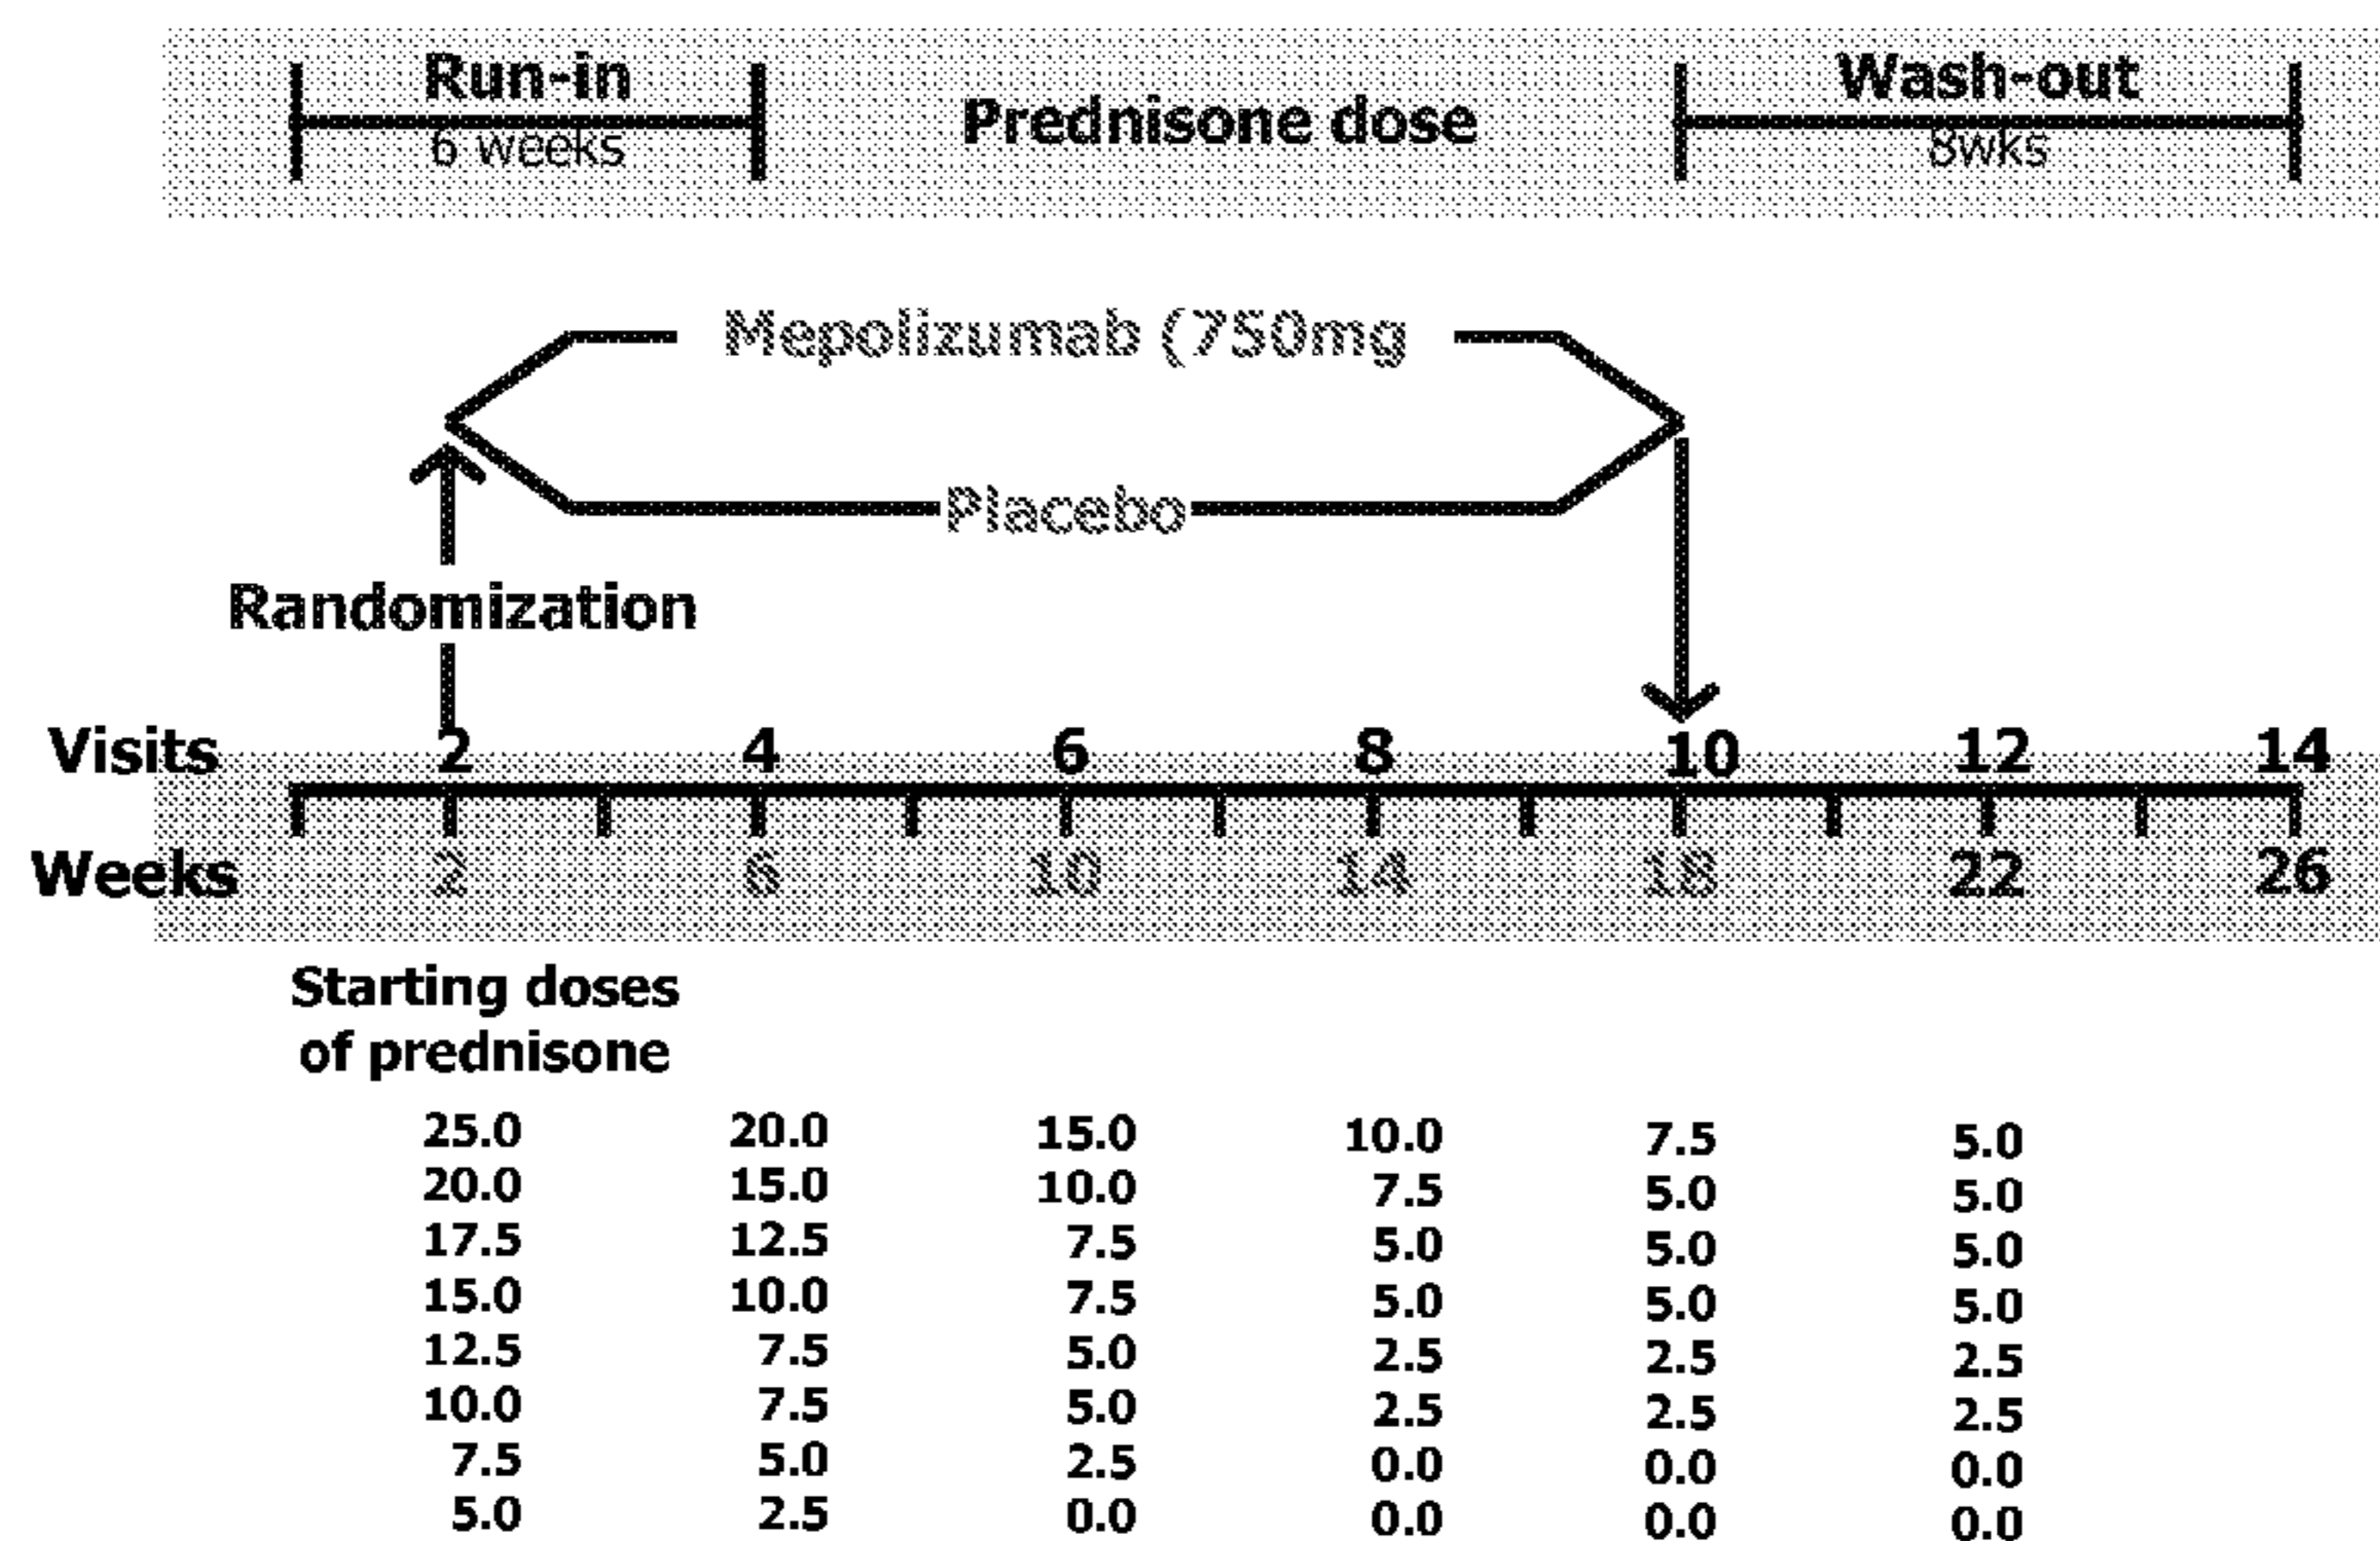 Run-in
6 weeks
Prednisone dose
Wash-out
8wks
Mepolizumab (750mg
Placebo
Randomization
Visits 2 4 6 8 10 12 14
Weeks 2 6 10 14 18 22 26
Starting doses
of prednisone
25.0 20.0 15.0 10.0 7.5 5.0
20.0 15.0 10.0 7.5 5.0 5.0
17.5 12.5 7.5 5.0 5.0 5.0
15.0 10.0 7.5 5.0 5.0 5.0
12.5 7.5 5.0 2.5 2.5 2.5
10.0 7.5 5.0 2.5 2.5 2.5
7.5 5.0 2.5 0.0 0.0 0.0
5.0 2.5 0.0 0.0 0.0 0.0